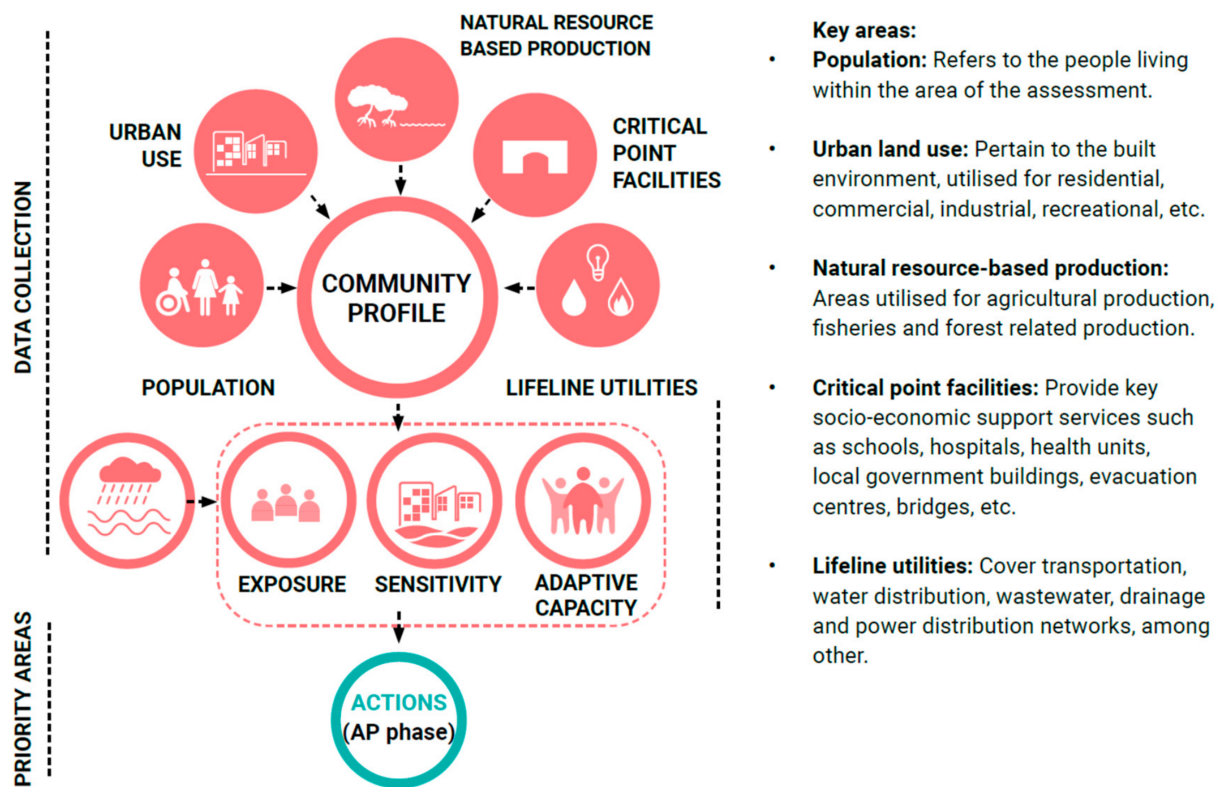 NATURAL RESOURCE
BASED PRODUCTION
URBAN
USE
CRITICAL
POINT
FACILITIES
DATA COLLECTION
COMMUNITY
PROFILE
POPULATION
LIFELINE UTILITIES
EXPOSURE
SENSITIVITY
ADAPTIVE
CAPACITY
PRIORITY AREAS
ACTIONS
(AP phase)
Key areas:
• Population: Refers to the people living
within the area of the assessment.
• Urban land use: Pertain to the built
environment, utilised for residential,
commercial, industrial, recreational, etc.
• Natural resource-based production:
Areas utilised for agricultural production,
fisheries and forest related production.
• Critical point facilities: Provide key
socio-economic support services such
as schools, hospitals, health units,
local government buildings, evacuation
centres, bridges, etc.
• Lifeline utilities: Cover transportation,
water distribution, wastewater, drainage
and power distribution networks, among
other.